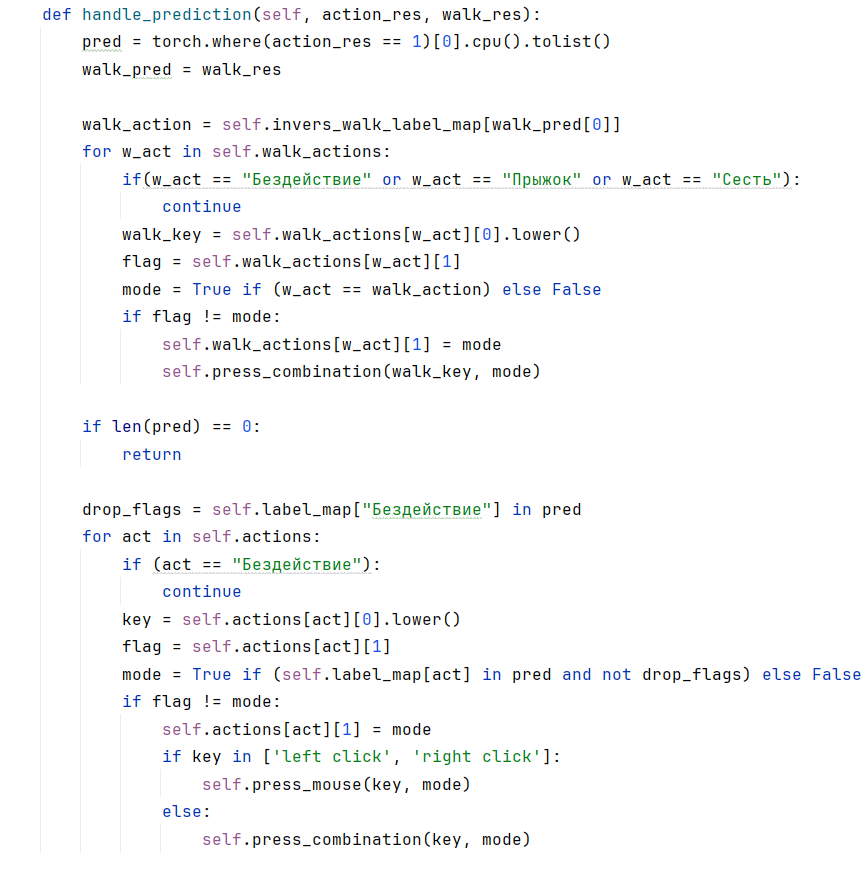 def handle_prediction(self, action_res, walk_res):
    pred = torch.where(action_res == 1)[0].cpu().tolist()
    walk_pred = walk_res

    walk_action = self.invers_walk_label_map[walk_pred[0]]
    for w_act in self.walk_actions:
        if(w_act == "Бездействие" or w_act == "Прыжок" or w_act == "Сесть"):
            continue
        walk_key = self.walk_actions[w_act][0].lower()
        flag = self.walk_actions[w_act][1]
        mode = True if (w_act == walk_action) else False
        if flag != mode:
            self.walk_actions[w_act][1] = mode
            self.press_combination(walk_key, mode)

    if len(pred) == 0:
        return

    drop_flags = self.label_map["Бездействие"] in pred
    for act in self.actions:
        if (act == "Бездействие"):
            continue
        key = self.actions[act][0].lower()
        flag = self.actions[act][1]
        mode = True if (self.label_map[act] in pred and not drop_flags) else False
        if flag != mode:
            self.actions[act][1] = mode
            if key in ['left click', 'right click']:
                self.press_mouse(key, mode)
            else:
                self.press_combination(key, mode)